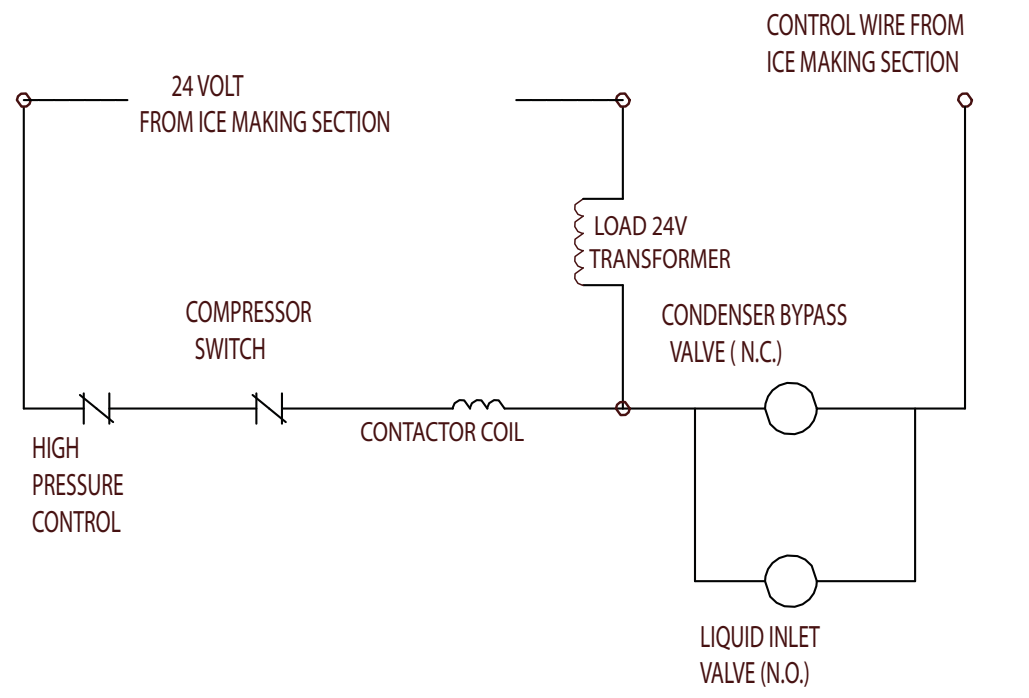 CONTROL WIRE FROM
ICE MAKING SECTION
24 VOLT
FROM ICE MAKING SECTION
LOAD 24V
TRANSFORMER
COMPRESSOR
SWITCH
CONDENSER BYPASS
VALVE ( N.C.)
HIGH
PRESSURE
CONTROL
CONTACTOR COIL
LIQUID INLET
VALVE (N.O.)